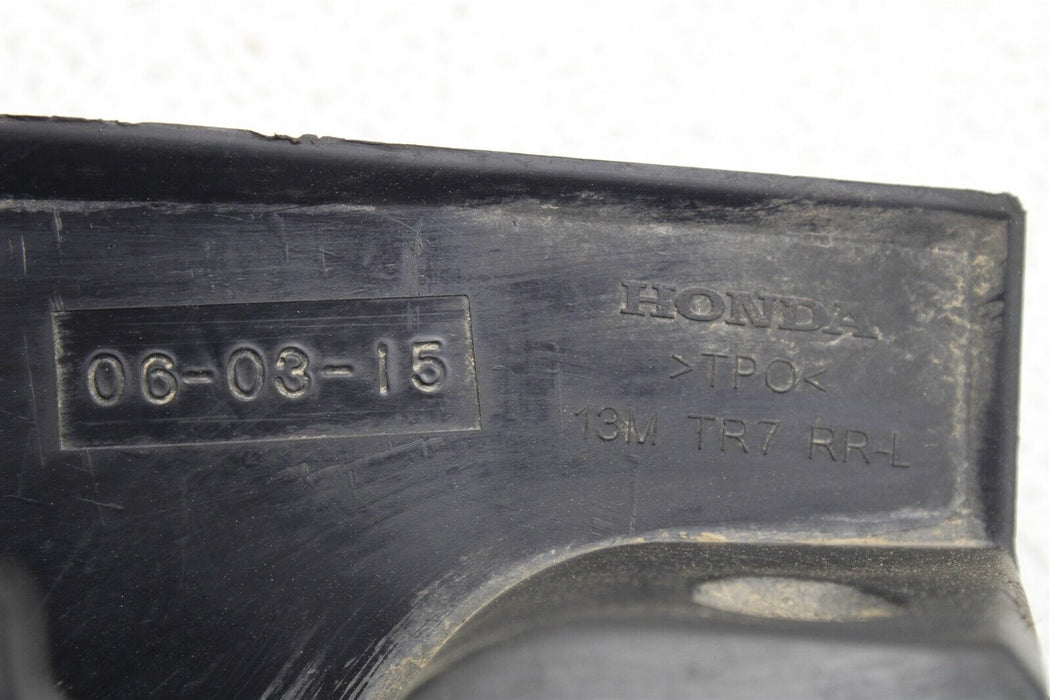 06-03-15
HONDA
>TPO<
13M TR7 RR-L